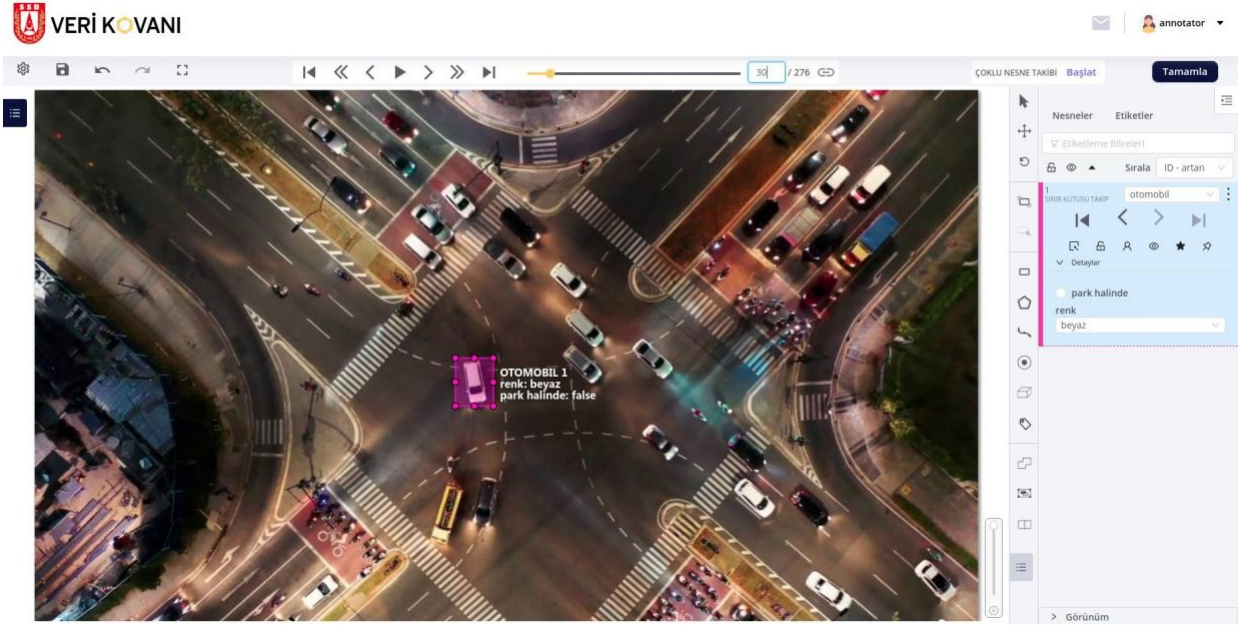 SSB
VERİ KOVANI
annotator
30 / 276
ÇOKLU NESNE TAKİBİ Başlat
Tamamla
Nesneler Etiketler
Etiketleme filtreleri
Sırala ID - artan
1
SINIR KUTUSU TAKİP
otomobil
Detaylar
park halinde
renk
beyaz
OTOMOBIL 1
renk: beyaz
park halinde: false
Görünüm